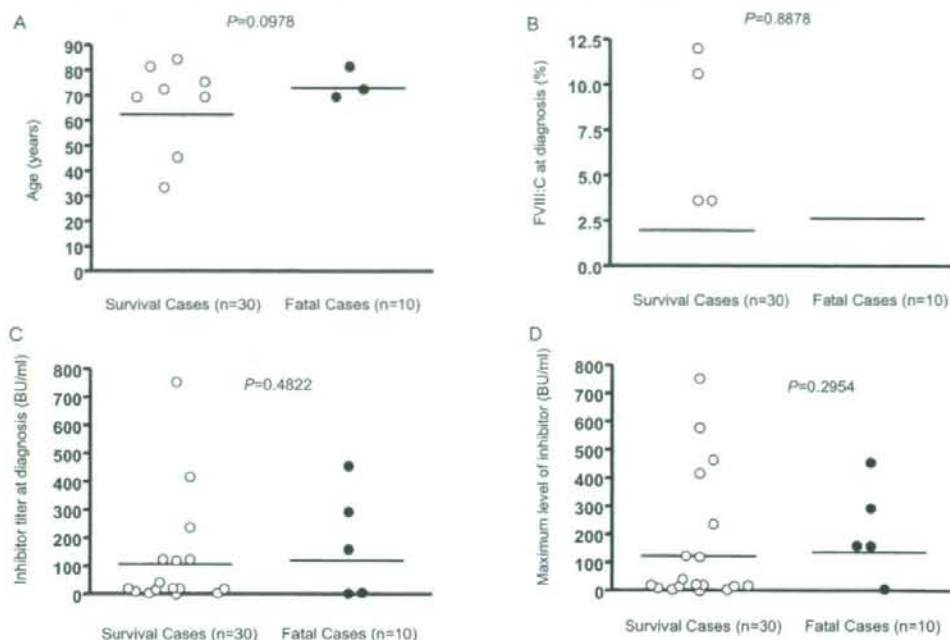 A
P=0.0978
Age (years)
90
80
70
60
50
40
30
20
10
0
Survival Cases (n=30) Fatal Cases (n=10)
B
P=0.8878
FVIII:C at diagnosis (%)
12.5
10.0
7.5
5.0
2.5
0.0
Survival Cases (n=30) Fatal Cases (n=10)
C
P=0.4822
Inhibitor titer at diagnosis (BU/ml)
800
700
600
500
400
300
200
100
0
Survival Cases (n=30) Fatal Cases (n=10)
D
P=0.2954
Maximum level of inhibitor (BU/ml)
800
700
600
500
400
300
200
100
0
Survival Cases (n=30) Fatal Cases (n=10)